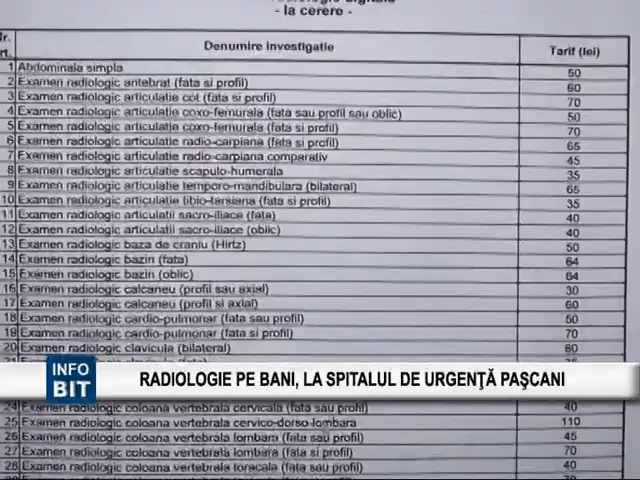 - la cerere -
Nr. Denumire investigatie Tarif (lei)
crt.
1 Abdominala simpla 50
2 Examen radiologic antebrat (fata si profil) 60
3 Examen radiologic articulatie cot (fata si profil) 70
4 Examen radiologic articulatie coxo-femurala (fata sau profil sau oblic) 50
5 Examen radiologic articulatie coxo-femurala (fata si profil) 70
6 Examen radiologic articulatie radio-carpiana (fata si profil) 65
7 Examen radiologic articulatie radio-carpiana comparativ 45
8 Examen radiologic articulatie scapulo-humerala 35
9 Examen radiologic articulatie temporo-mandibulara (bilateral) 65
10 Examen radiologic articulatie tibio-tarsiana (fata si profil) 35
11 Examen radiologic articulatii sacro-iliace (fata) 40
12 Examen radiologic articulatii sacro-iliace (oblic) 40
13 Examen radiologic baza de craniu (Hirtz) 50
14 Examen radiologic bazin (fata) 64
15 Examen radiologic bazin (oblic) 64
16 Examen radiologic calcaneu (profil sau axial) 30
17 Examen radiologic calcaneu (profil si axial) 60
18 Examen radiologic cardio-pulmonar (fata sau profil) 50
19 Examen radiologic cardio-pulmonar (fata si profil) 70
20 Examen radiologic clavicula (bilateral) 60
INFO
BIT
RADIOLOGIE PE BANI, LA SPITALUL DE URGENŢĂ PAŞCANI
24 Examen radiologic coloana vertebrala cervicala (fata sau profil) 40
25 Examen radiologic coloana vertebrala cervico-dorso-lombara 110
26 Examen radiologic coloana vertebrala lombara (fata sau profil) 45
27 Examen radiologic coloana vertebrala lombara (fata si profil) 70
28 Examen radiologic coloana vertebrala toracala (fata sau profil) 40